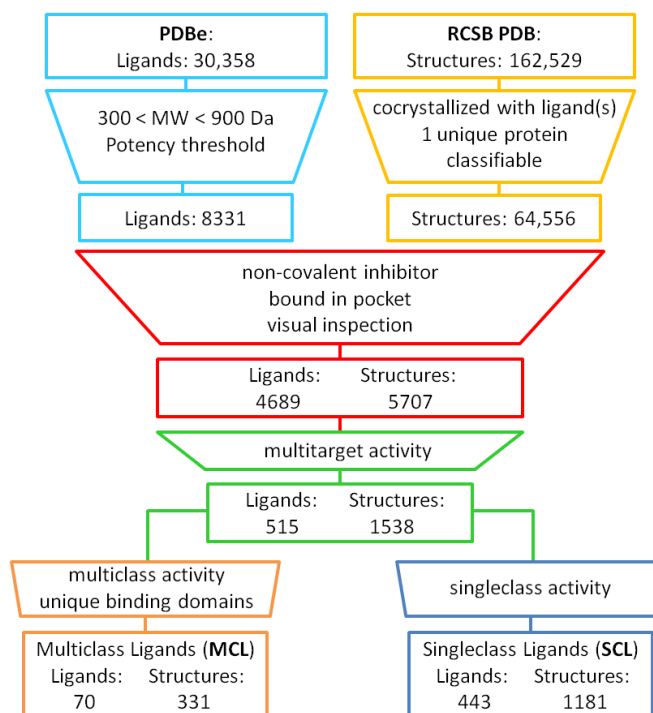 PDBe:
Ligands: 30,358
RCSB PDB:
Structures: 162,529
300 < MW < 900 Da
Potency threshold
cocrystallized with ligand(s)
1 unique protein
classifiable
Ligands: 8331
Structures: 64,556
non-covalent inhibitor
bound in pocket
visual inspection
Ligands: Structures:
4689 5707
multitarget activity
Ligands: Structures:
515 1538
multiclass activity
unique binding domains
singleclass activity
Multiclass Ligands (MCL)
Ligands: Structures:
70 331
Singleclass Ligands (SCL)
Ligands: Structures:
443 1181